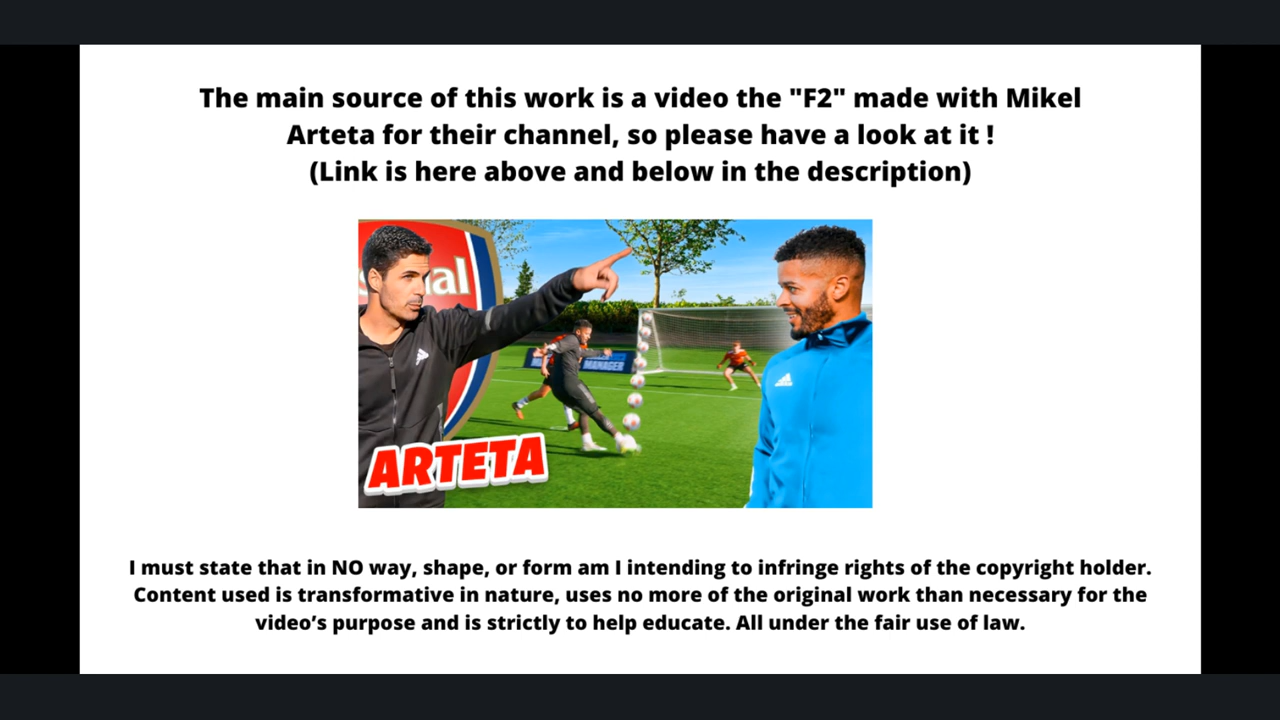 The main source of this work is a video the "F2" made with Mikel
Arteta for their channel, so please have a look at it !
(Link is here above and below in the description)
nal
MANAGER
ARTETA
I must state that in NO way, shape, or form am I intending to infringe rights of the copyright holder.
Content used is transformative in nature, uses no more of the original work than necessary for the
video’s purpose and is strictly to help educate. All under the fair use of law.